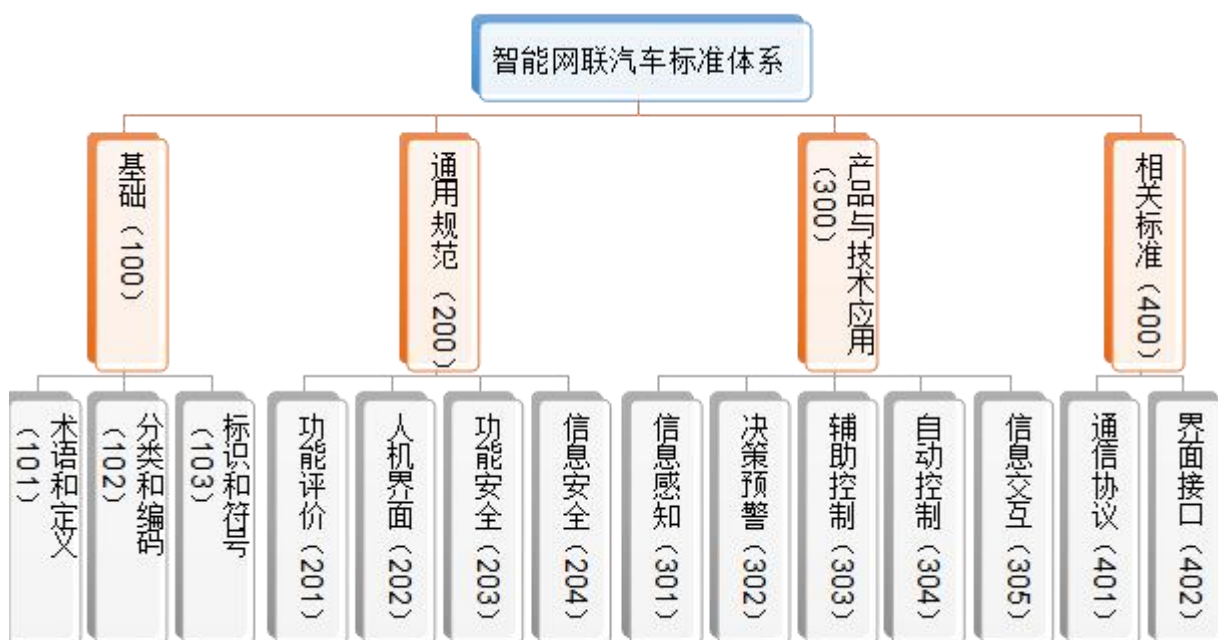 智能网联汽车标准体系
基础（100）
通用规范（200）
产品与技术应用
（300）
相关标准（400）
术语和定义
（101）
分类和编码
（102）
标识和符号
（103）
功能评价（201）
人机界面（202）
功能安全（203）
信息安全（204）
信息感知（301）
决策预警（302）
辅助控制（303）
自动控制（304）
信息交互（305）
通信协议（401）
界面接口（402）